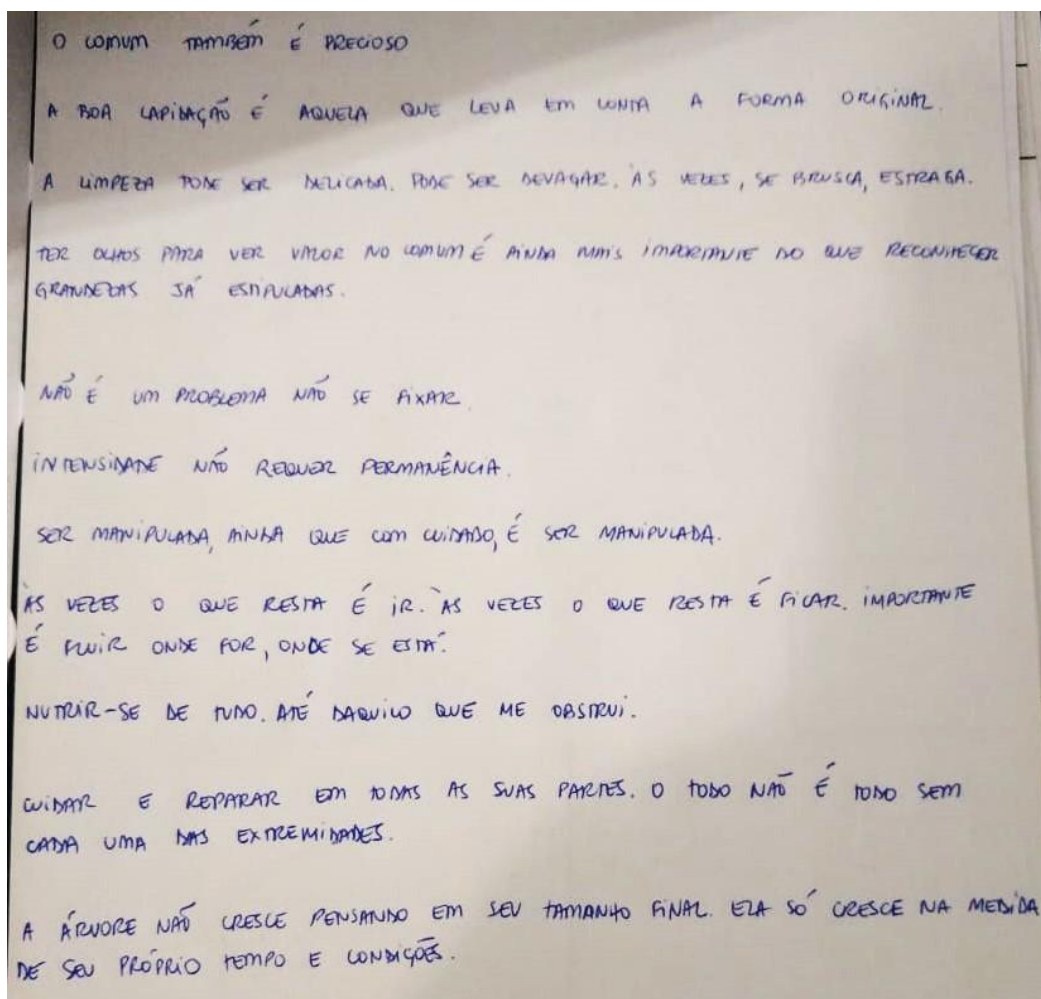 O COMUM TAMBÉM É PRECIOSO
A BOA LAPIDAÇÃO É AQUELA QUE LEVA EM CONTA A FORMA ORIGINAL.
A LIMPEZA PODE SER DELICADA. PODE SER DEVAGAR. ÀS VEZES, SE BRUSCA, ESTRAGA.
TER OLHOS PARA VER VALOR NO COMUM É AINDA MAIS IMPORTANTE DO QUE RECONHECER
GRANDEZAS JÁ ESTIPULADAS.
NÃO É UM PROBLEMA NÃO SE FIXAR.
INTENSIDADE NÃO REQUER PERMANÊNCIA.
SER MANIPULADA, AINDA QUE COM CUIDADO, É SER MANIPULADA.
ÀS VEZES O QUE RESTA É IR. ÀS VEZES O QUE RESTA É FICAR. IMPORTANTE
É FLUIR ONDE FOR, ONDE SE ESTÁ.
NUTRIR-SE DE TUDO. ATÉ DAQUILO QUE ME OBSTRUI.
CUIDAR E REPARAR EM TODAS AS SUAS PARTES. O TODO NÃO É TODO SEM
CADA UMA DAS EXTREMIDADES.
A ÁRVORE NÃO CRESCE PENSANDO EM SEU TAMANHO FINAL. ELA SÓ CRESCE NA MEDIDA
DE SEU PRÓPRIO TEMPO E CONDIÇÕES.